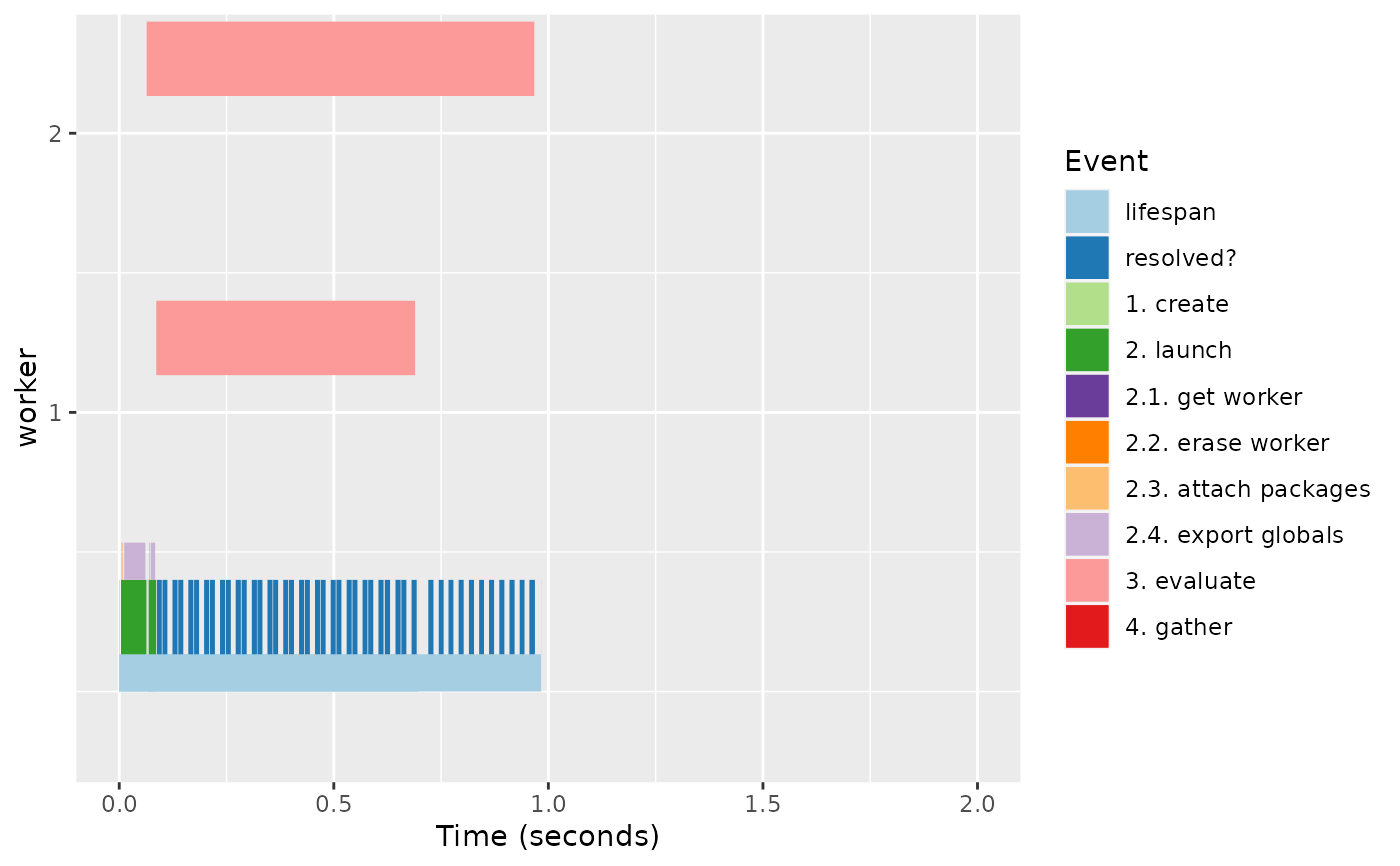 2
1
worker
0.0
0.5
1.0
1.5
2.0
Time (seconds)
Event
lifespan
resolved?
1. create
2. launch
2.1. get worker
2.2. erase worker
2.3. attach packages
2.4. export globals
3. evaluate
4. gather